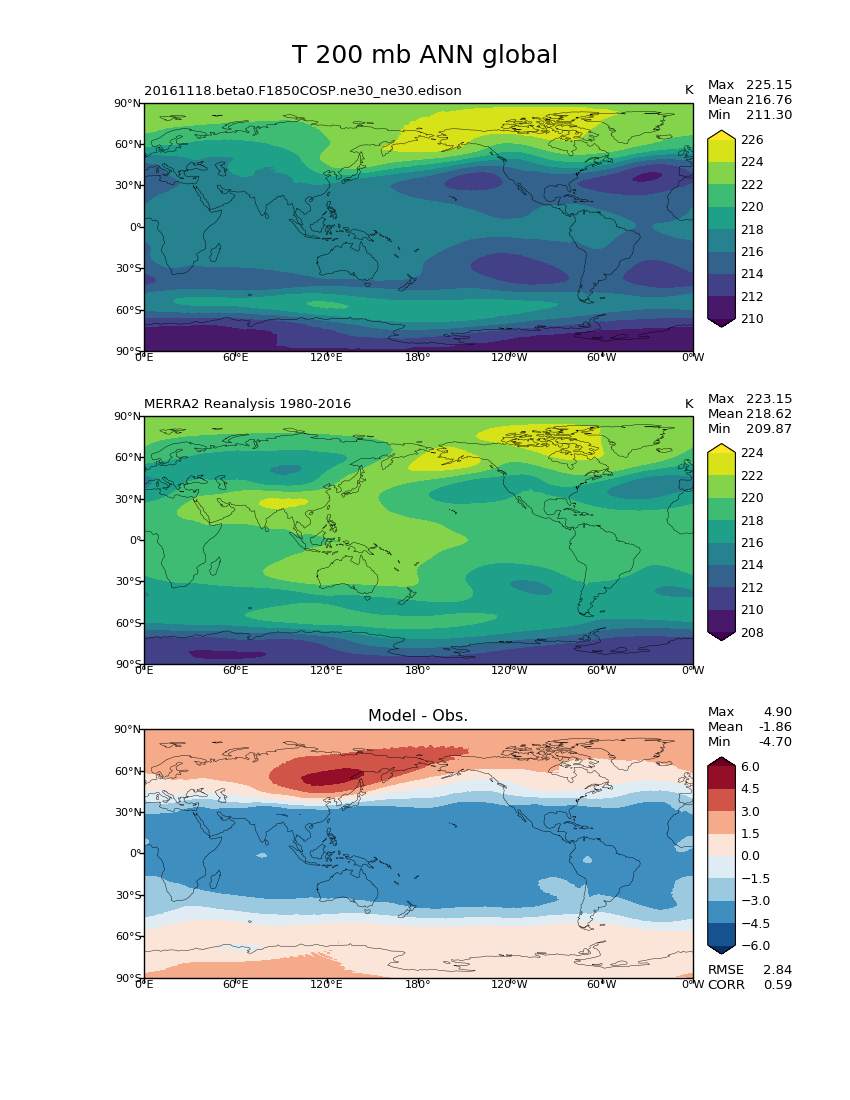 T 200 mb ANN global
20161118.beta0.F1850COSP.ne30_ne30.edison
K
Max 225.15
Mean 216.76
Min 211.30
90°N
60°N
30°N
0°
30°S
60°S
90°S
0°E 60°E 120°E 180° 120°W 60°W 0°W
226
224
222
220
218
216
214
212
210
MERRA2 Reanalysis 1980-2016
K
Max 223.15
Mean 218.62
Min 209.87
90°N
60°N
30°N
0°
30°S
60°S
90°S
0°E 60°E 120°E 180° 120°W 60°W 0°W
224
222
220
218
216
214
212
210
208
Model - Obs.
Max 4.90
Mean -1.86
Min -4.70
90°N
60°N
30°N
0°
30°S
60°S
90°S
0°E 60°E 120°E 180° 120°W 60°W 0°W
6.0
4.5
3.0
1.5
0.0
−1.5
−3.0
−4.5
−6.0
RMSE 2.84
CORR 0.59